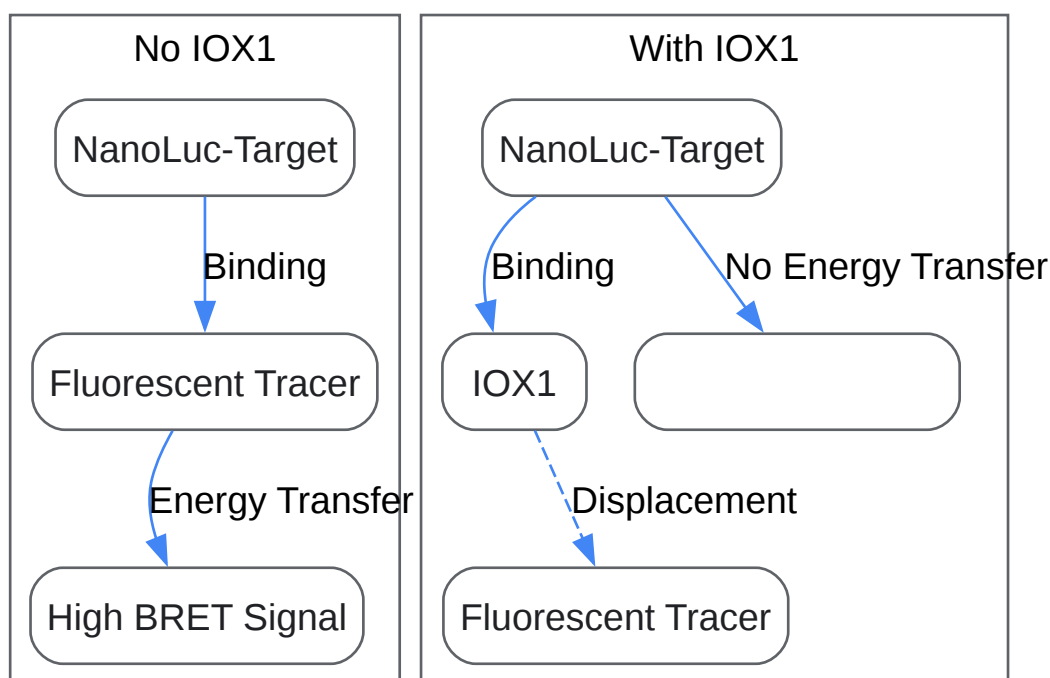 No IOX1
NanoLuc-Target
Binding
Fluorescent Tracer
Energy Transfer
High BRET Signal
With IOX1
NanoLuc-Target
Binding
No Energy Transfer
IOX1
Displacement
Fluorescent Tracer